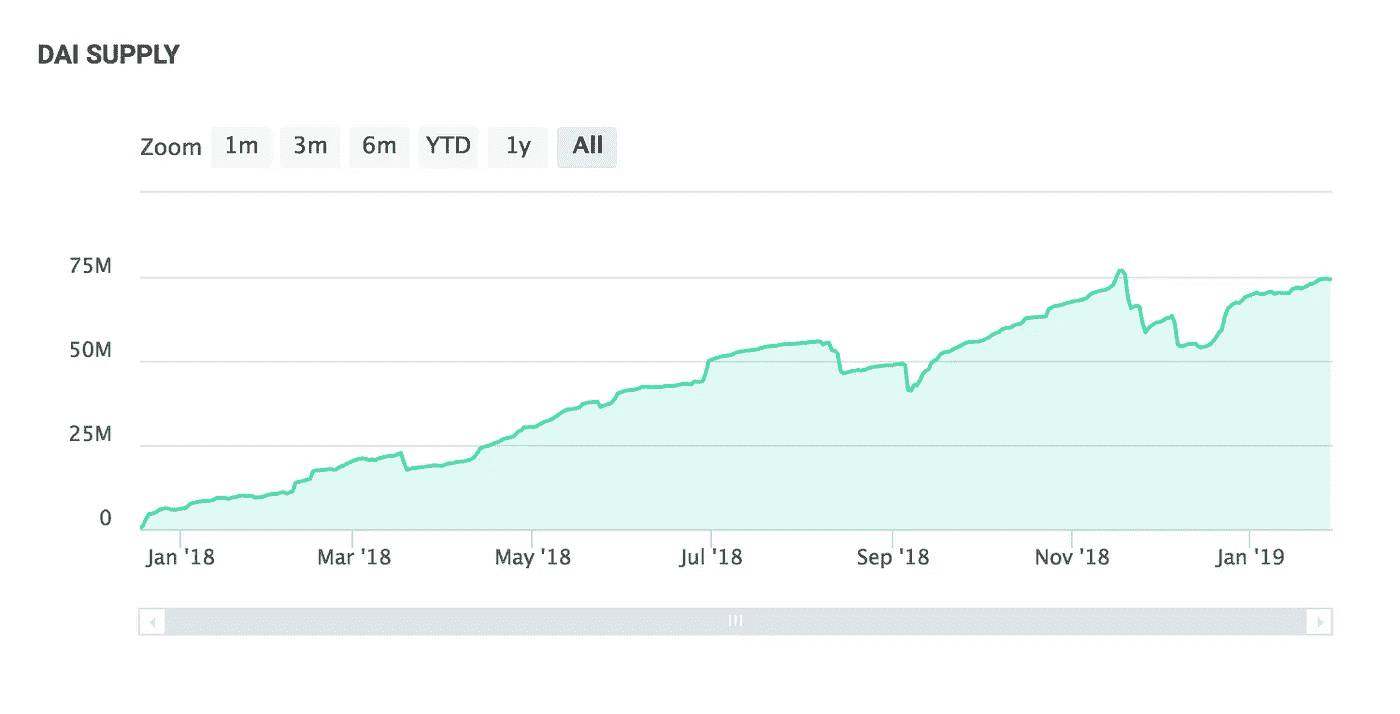 DAI SUPPLY
Zoom 1m 3m 6m YTD 1y All
75M
50M
25M
0
Jan '18 Mar '18 May '18 Jul '18 Sep '18 Nov '18 Jan '19